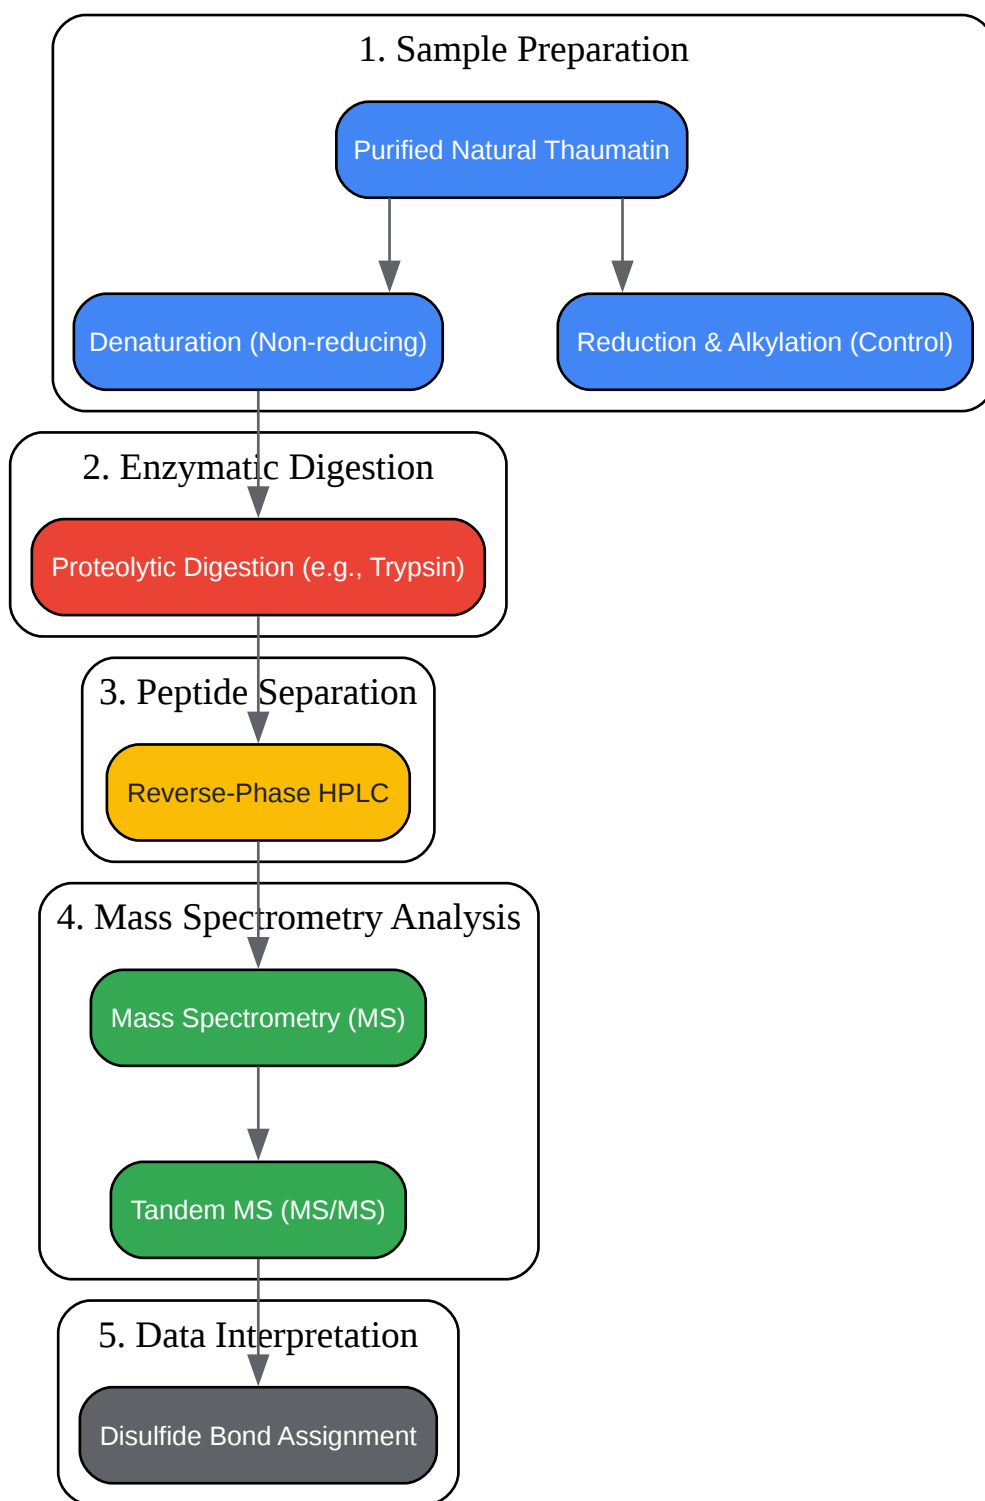 1. Sample Preparation
Purified Natural Thaumatin
Denaturation (Non-reducing)
Reduction & Alkylation (Control)
2. Enzymatic Digestion
Proteolytic Digestion (e.g., Trypsin)
3. Peptide Separation
Reverse-Phase HPLC
4. Mass Spectrometry Analysis
Mass Spectrometry (MS)
Tandem MS (MS/MS)
5. Data Interpretation
Disulfide Bond Assignment